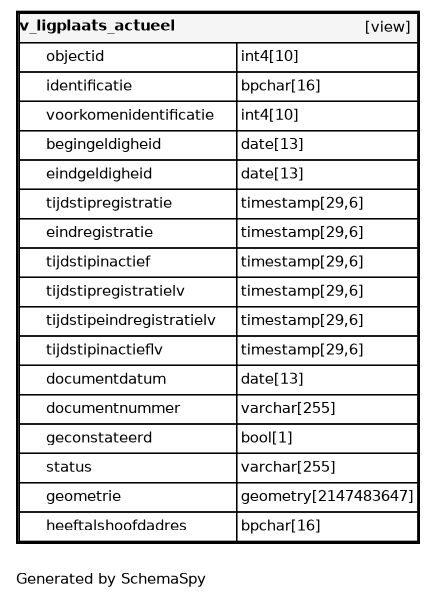 v_ligplaats_actueel [view]
objectid int4[10]
identificatie bpchar[16]
voorkomenidentificatie int4[10]
begingeldigheid date[13]
eindgeldigheid date[13]
tijdstipregistratie timestamp[29,6]
eindregistratie timestamp[29,6]
tijdstipinactief timestamp[29,6]
tijdstipregistratielv timestamp[29,6]
tijdstipeindregistratielv timestamp[29,6]
tijdstipinactieflv timestamp[29,6]
documentdatum date[13]
documentnummer varchar[255]
geconstateerd bool[1]
status varchar[255]
geometrie geometry[2147483647]
heeftalshoofdadres bpchar[16]
Generated by SchemaSpy